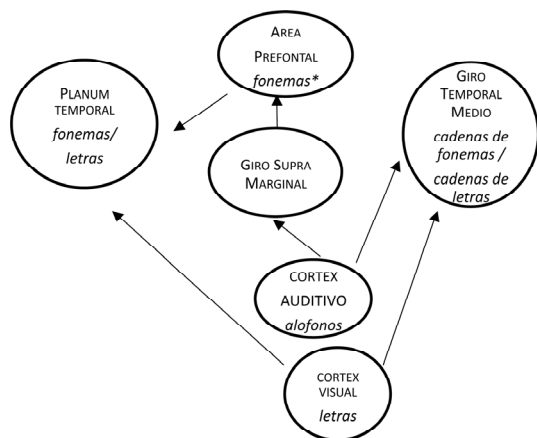 AREA
PREFONTAL
fonemas*
PLANUM
TEMPORAL
fonemas/
letras
GIRO
TEMPORAL
MEDIO
cadenas de
fonemas /
cadenas de
letras
GIRO SUPRA
MARGINAL
CORTEX
AUDITIVO
alofonos
CORTEX
VISUAL
letras